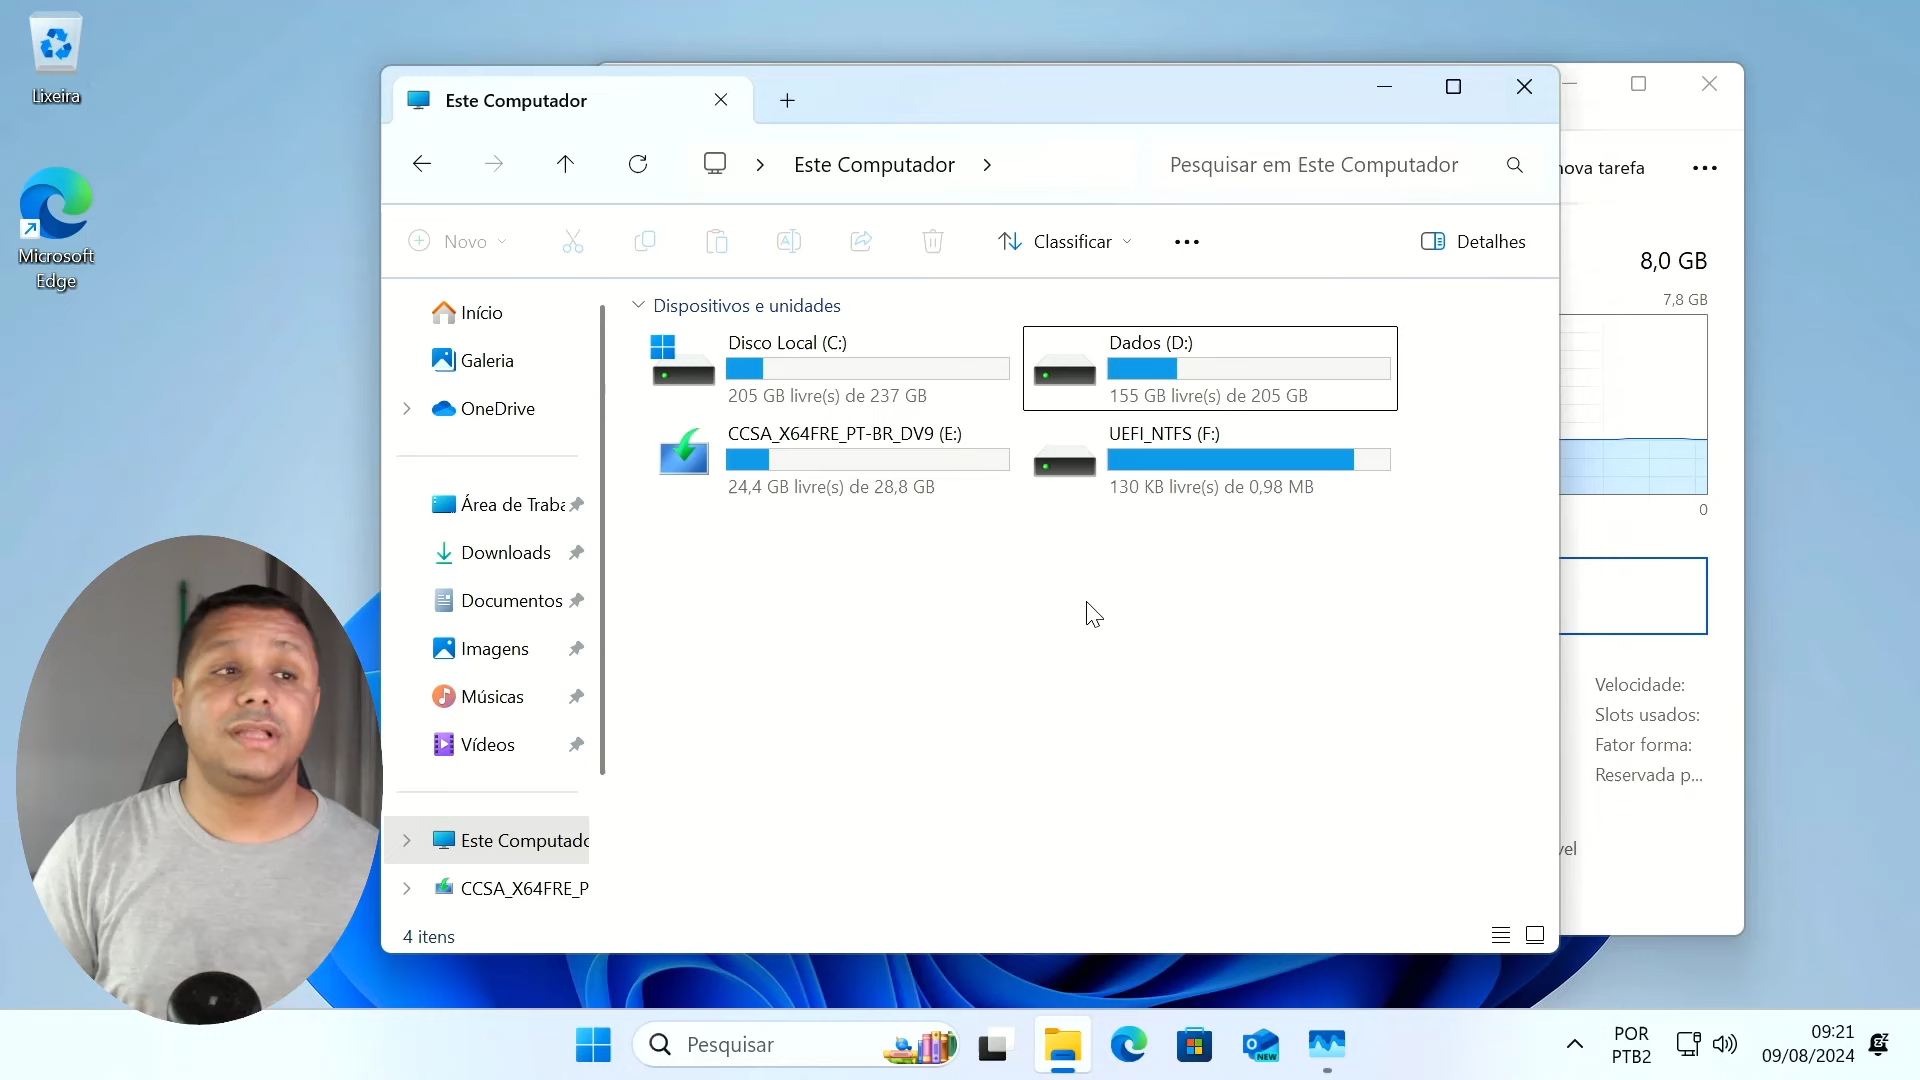 Lixeira
Microsoft
Edge
Este Computador
Este Computador
Pesquisar em Este Computador
nova tarefa
Novo
Classificar
Detalhes
Início
Galeria
OneDrive
Área de Traba
Downloads
Documentos
Imagens
Músicas
Vídeos
Este Computado
CCSA_X64FRE_P
4 itens
Dispositivos e unidades
Disco Local (C:)
205 GB livre(s) de 237 GB
Dados (D:)
155 GB livre(s) de 205 GB
CCSA_X64FRE_PT-BR_DV9 (E:)
24,4 GB livre(s) de 28,8 GB
UEFI_NTFS (F:)
130 KB livre(s) de 0,98 MB
8,0 GB
7,8 GB
0
Velocidade:
Slots usados:
Fator forma:
Reservada p...
vel
Pesquisar
NEW
POR
PTB2
09:21
09/08/2024